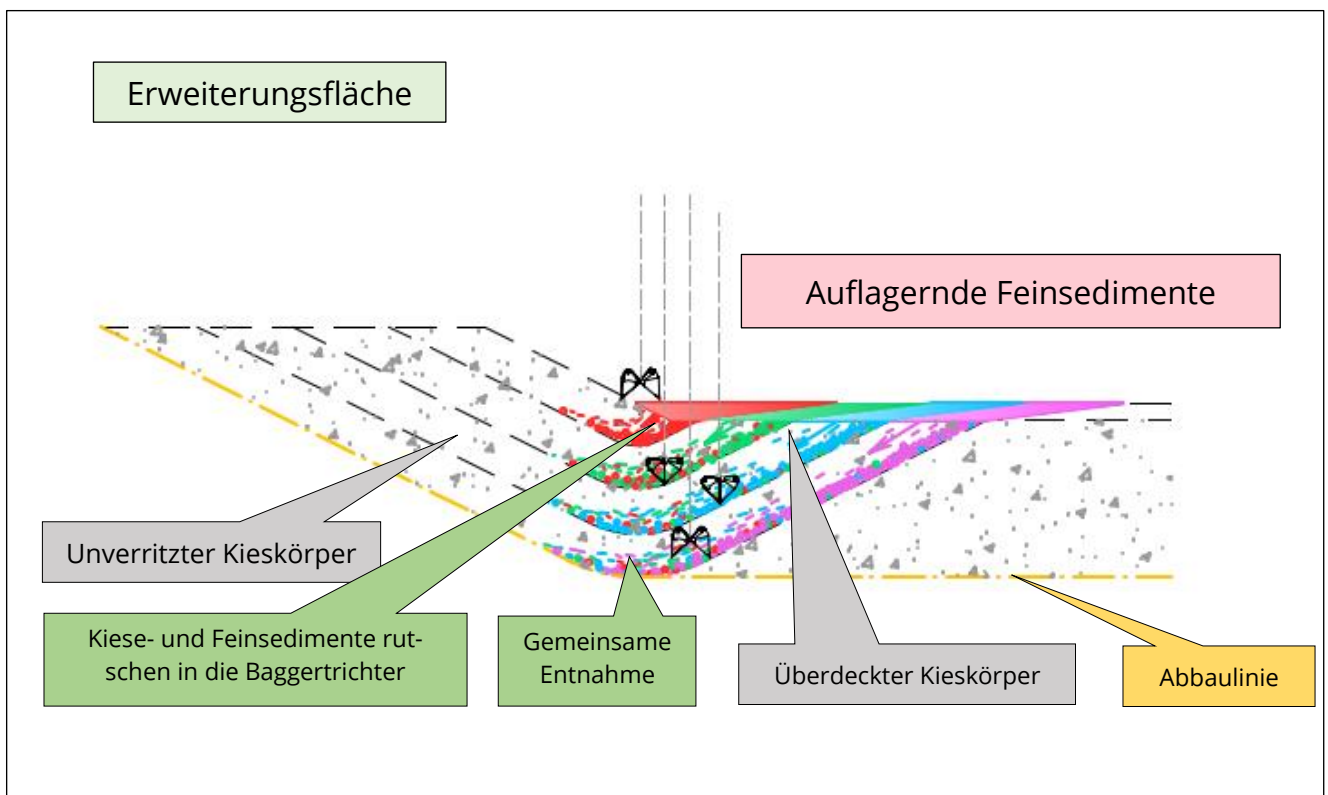 Erweiterungsfläche
Auflagernde Feinsedimente
Unverritzter Kieskörper
Kiese- und Feinsedimente rut-
schen in die Baggertrichter
Gemeinsame
Entnahme
Überdeckter Kieskörper
Abbaulinie